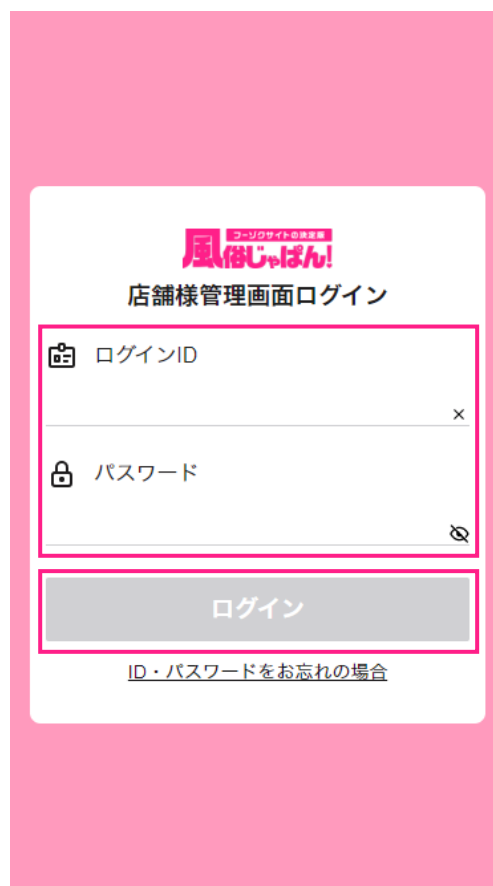 フーゾクサイトの決定版
風俗じゃぱん!
店舗様管理画面ログイン
ログインID
パスワード
ログイン
ID・パスワードをお忘れの場合